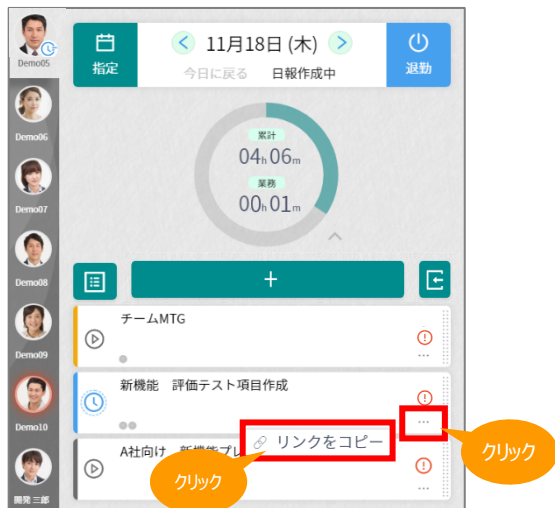 Demo05
指定
11月18日 (木)
今日に戻る 日報作成中
退勤
Demo06
累計
04h 06m
業務
00h 01m
Demo07
Demo08
+
チームMTG
...
Demo09
新機能 評価テスト項目作成
...
Demo10
リンクをコピー
クリック
A社向け 新機能プレ
クリック
...
開発 三郎